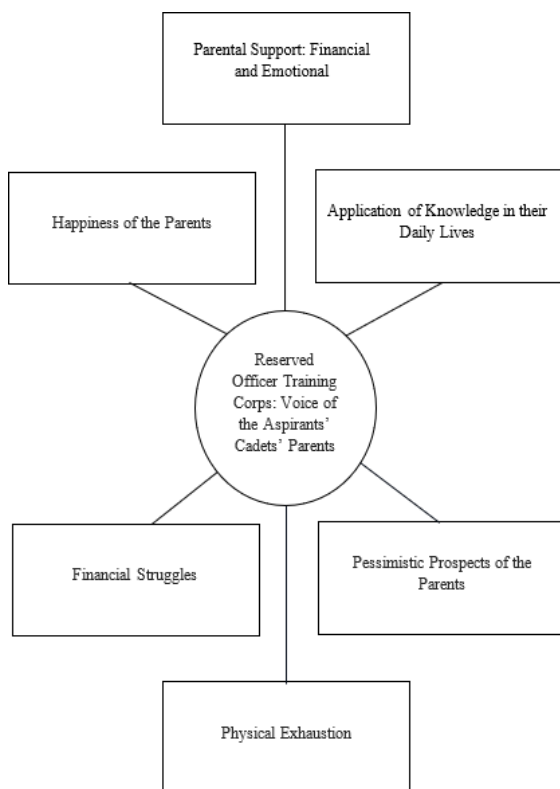 Parental Support: Financial
and Emotional
Happiness of the Parents
Application of Knowledge in their
Daily Lives
Reserved
Officer Training
Corps: Voice of
the Aspirants’
Cadets’ Parents
Financial Struggles
Pessimistic Prospects of the
Parents
Physical Exhaustion